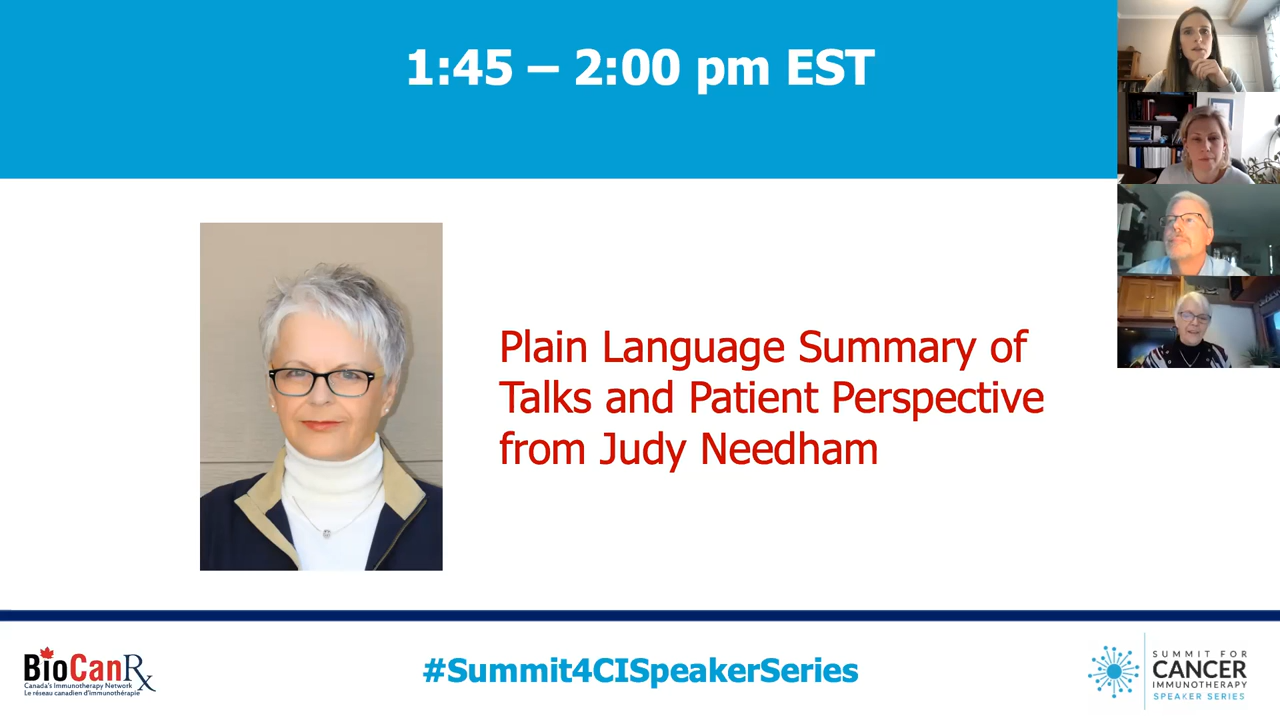 1:45 – 2:00 pm EST
Plain Language Summary of
Talks and Patient Perspective
from Judy Needham
BioCanRx
Canada's Immunotherapy Network
Le réseau canadien d'immunothérapie
#Summit4CISpeakerSeries
SUMMIT FOR
CANCER
IMMUNOTHERAPY
SPEAKER SERIES